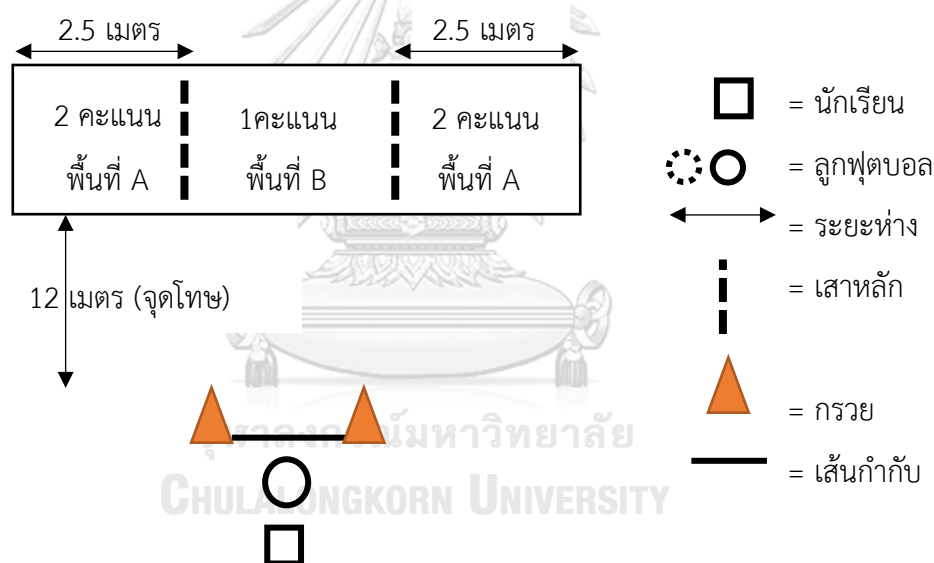 2.5 เมตร 2.5 เมตร
2 คะแนน 1คะแนน 2 คะแนน
พื้นที่ A พื้นที่ B พื้นที่ A
12 เมตร (จุดโทษ)
= นักเรียน
= ลูกฟุตบอล
= ระยะห่าง
= เสาหลัก
= กรวย
= เส้นกำกับ
จุฬาลงกรณ์มหาวิทยาลัย
CHULALONGKORN UNIVERSITY